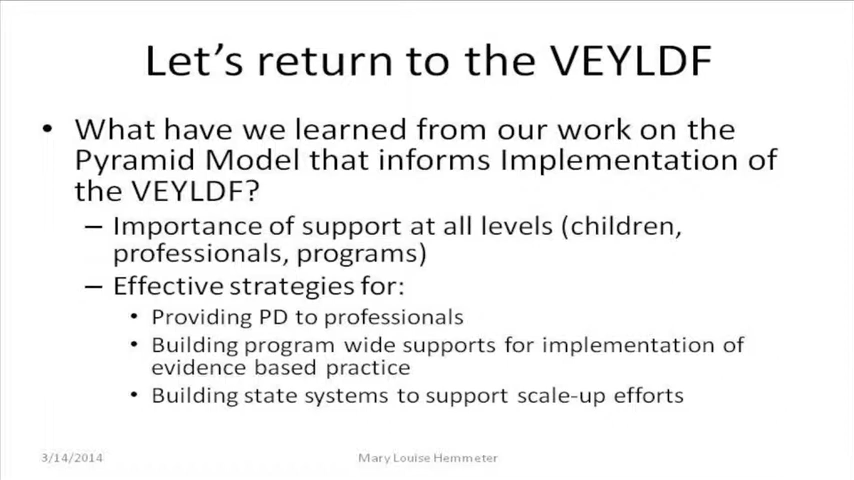 Let's return to the VEYLDF
• What have we learned from our work on the
Pyramid Model that informs Implementation of
the VEYLDF?
– Importance of support at all levels (children,
professionals, programs)
– Effective strategies for:
• Providing PD to professionals
• Building program wide supports for implementation of
evidence based practice
• Building state systems to support scale-up efforts
3/14/2014 Mary Louise Hemmeter